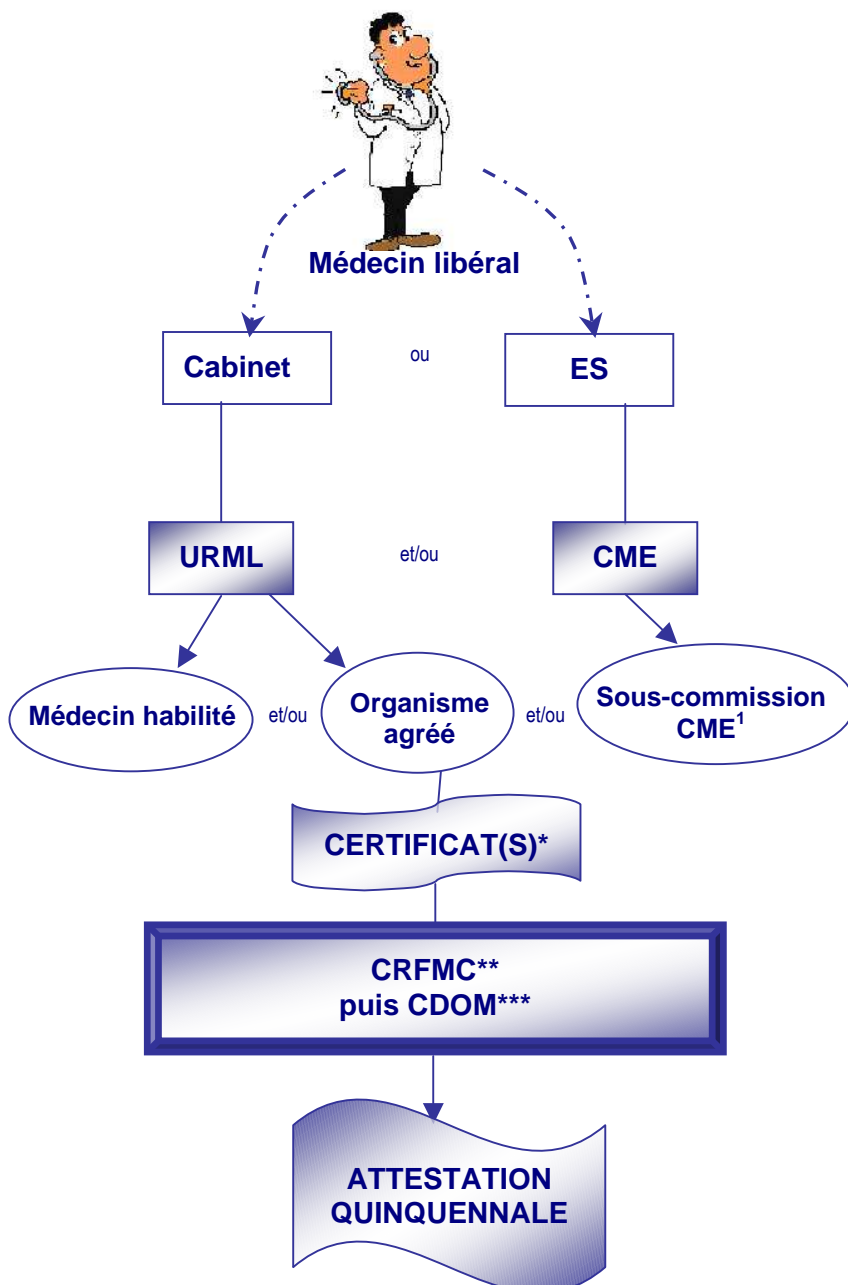 Médecin libéral
Cabinet
ou
ES
URML
et/ou
CME
Médecin habilité
et/ou
Organisme
agréé
et/ou
Sous-commission
CME¹
CERTIFICAT(S)*
CRFMC**
puis CDOM***
ATTESTATION
QUINQUENNALE